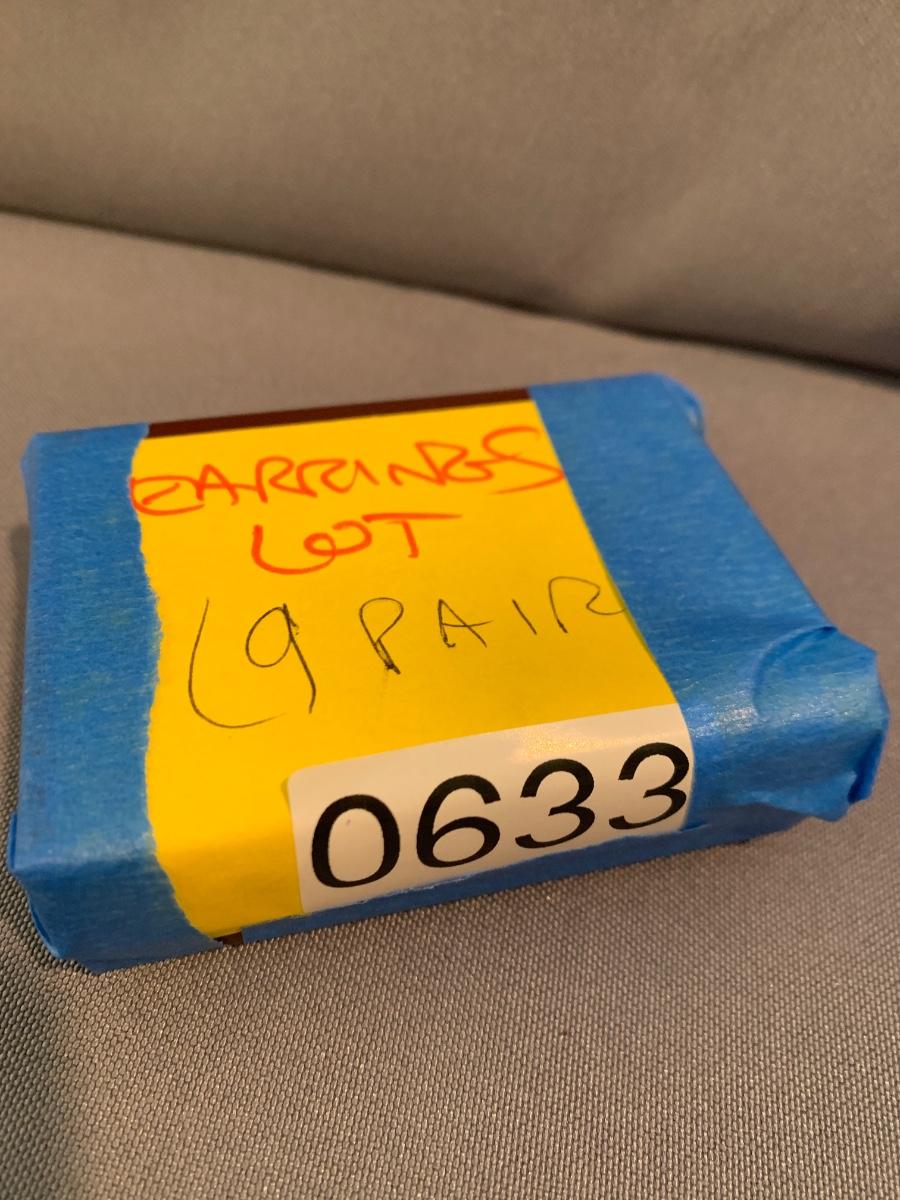 EARRINGS
LOT
(9 PAIR
0633